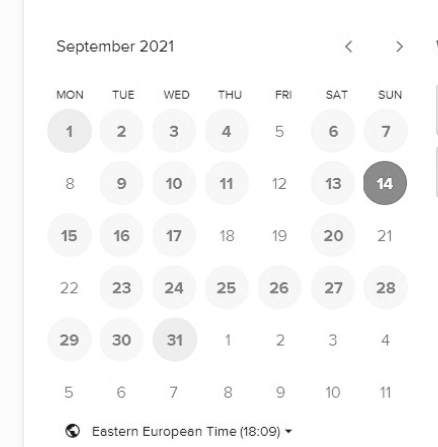 September 2021
MON TUE WED THU FRI SAT SUN
1 2 3 4 5 6 7
8 9 10 11 12 13 14
15 16 17 18 19 20 21
22 23 24 25 26 27 28
29 30 31 1 2 3 4
5 6 7 8 9 10 11
Eastern European Time (18:09)